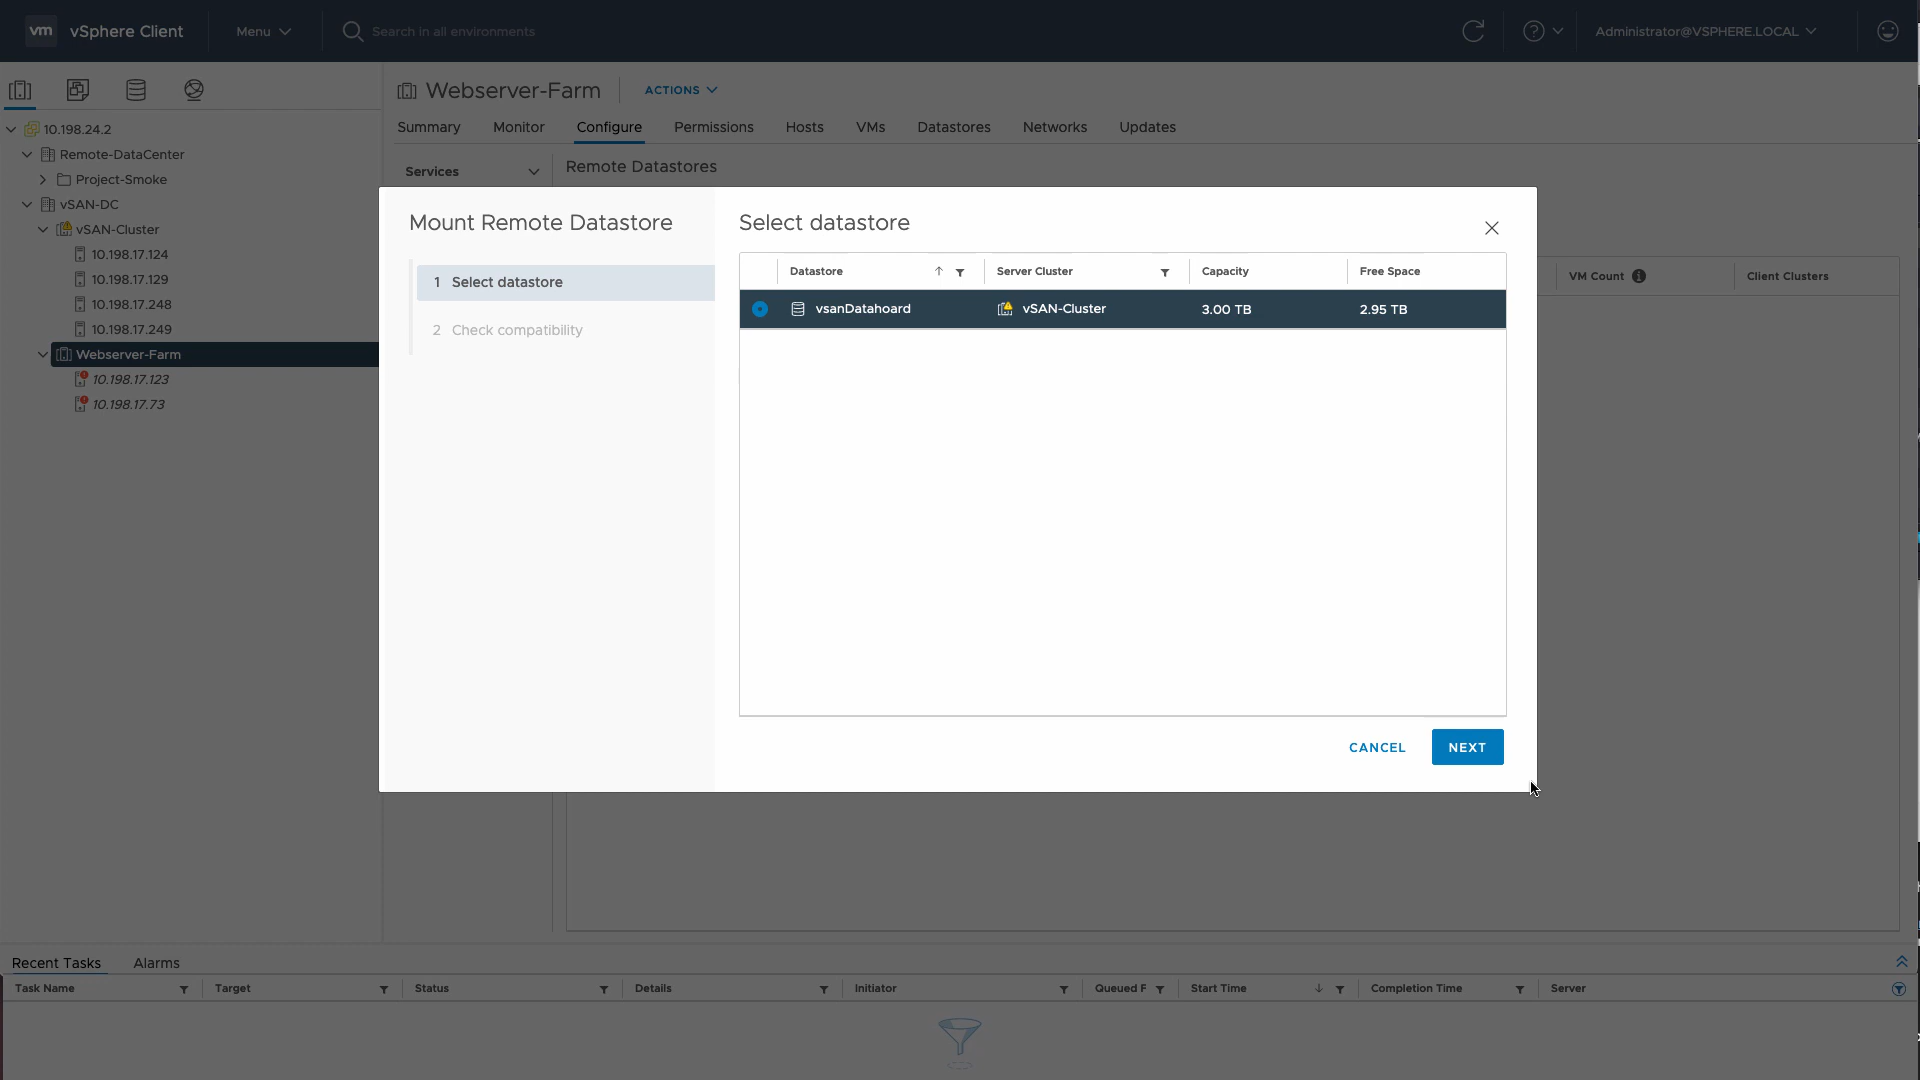 vm vSphere Client Menu Search in all environments Administrator@VSPHERE.LOCAL
Webserver-Farm ACTIONS
Summary Monitor Configure Permissions Hosts VMs Datastores Networks Updates
10.198.24.2
Remote-DataCenter
Project-Smoke
vSAN-DC
vSAN-Cluster
10.198.17.124
10.198.17.129
10.198.17.248
10.198.17.249
Webserver-Farm
10.198.17.123
10.198.17.73
Services
Remote Datastores
VM Count Client Clusters
Mount Remote Datastore
1 Select datastore
2 Check compatibility
Select datastore
Datastore Server Cluster Capacity Free Space
vsanDatahoard vSAN-Cluster 3.00 TB 2.95 TB
CANCEL NEXT
Recent Tasks Alarms
Task Name Target Status Details Initiator Queued F Start Time Completion Time Server